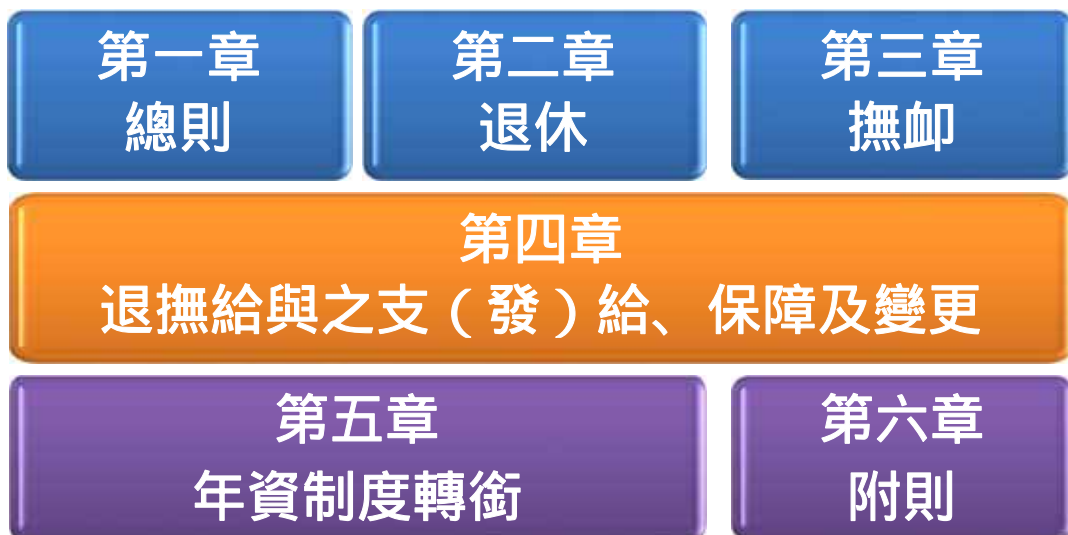 第一章
總則
第二章
退休
第三章
撫卹
第四章
退撫給與之支（發）給、保障及變更
第五章
年資制度轉銜
第六章
附則